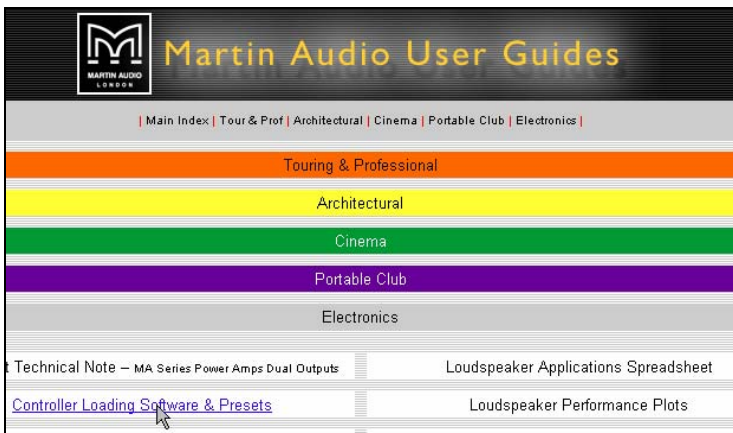 MARTIN AUDIO
LONDON
Martin Audio User Guides
| Main Index | Tour & Prof | Architectural | Cinema | Portable Club | Electronics |
Touring & Professional
Architectural
Cinema
Portable Club
Electronics
t Technical Note – MA Series Power Amps Dual Outputs
Loudspeaker Applications Spreadsheet
Controller Loading Software & Presets
Loudspeaker Performance Plots